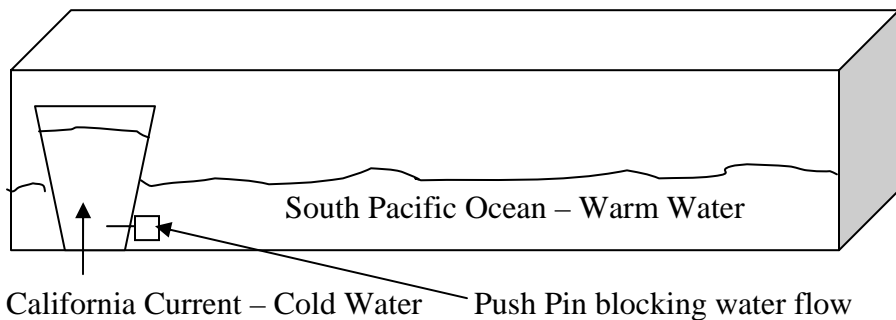 South Pacific Ocean – Warm Water
California Current – Cold Water
Push Pin blocking water flow